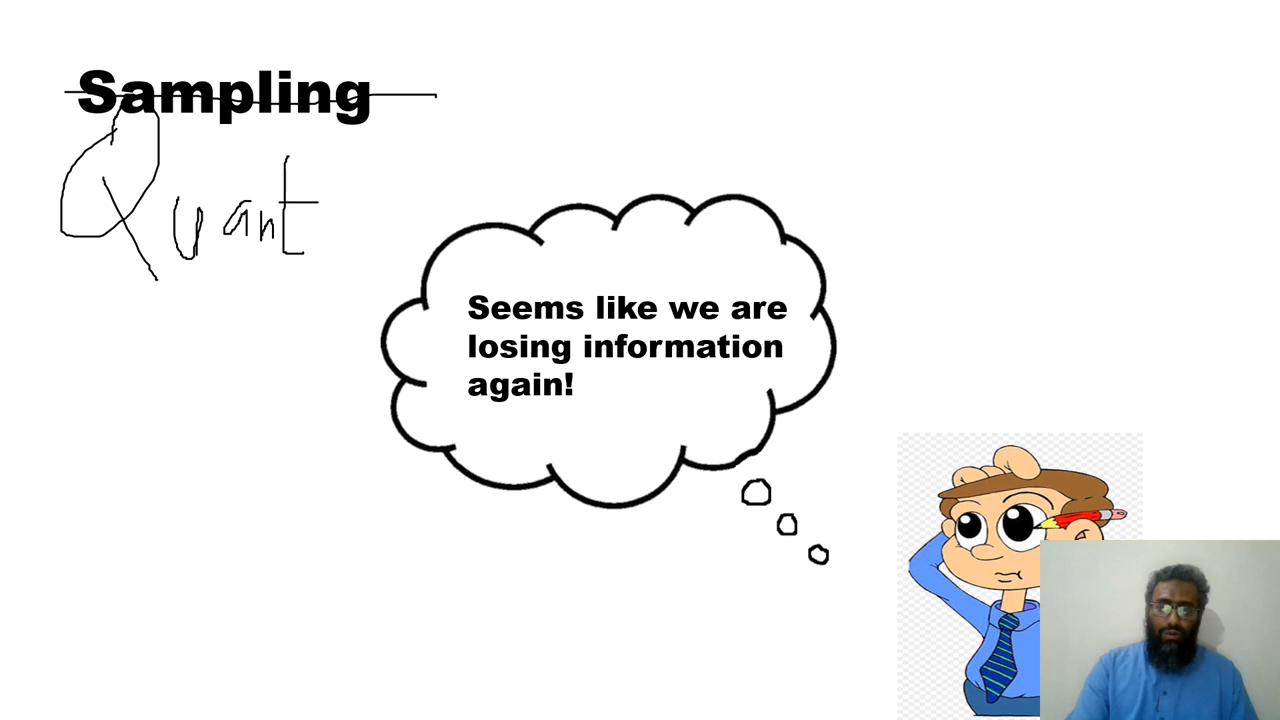 Sampling
Quant
Seems like we are
losing information
again!